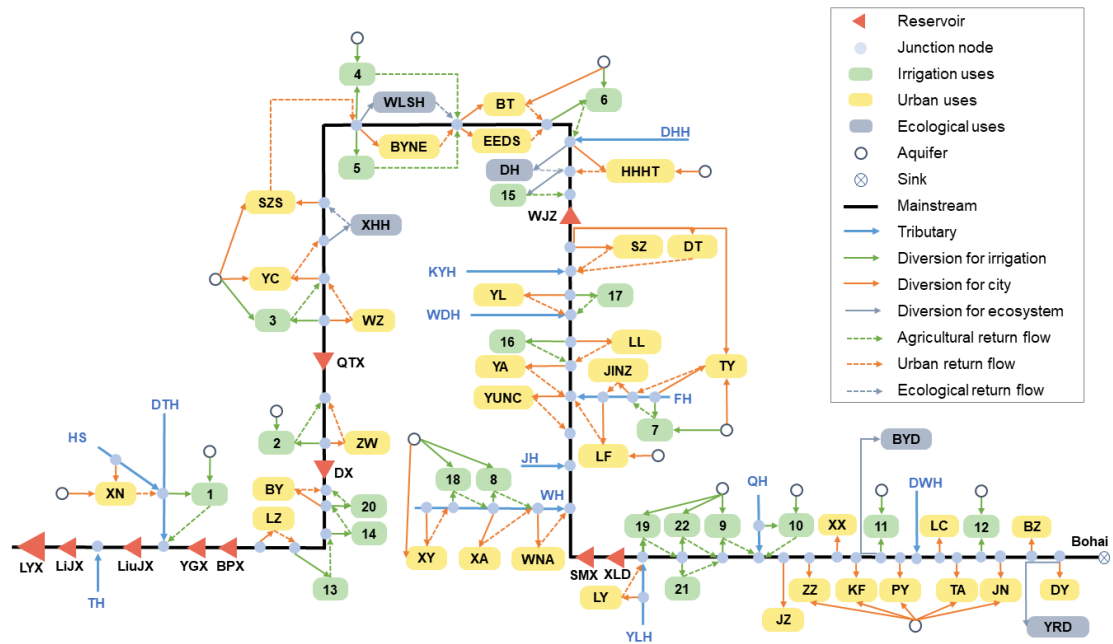 Reservoir
Junction node
Irrigation uses
Urban uses
Ecological uses
Aquifer
Sink
Mainstream
Tributary
Diversion for irrigation
Diversion for city
Diversion for ecosystem
Agricultural return flow
Urban return flow
Ecological return flow
4
WLSH
BT
6
BYNE
EEDS
DHH
5
DH
HHHT
15
SZS
XHH
WJZ
SZ
DT
KYH
YC
YL
17
WDH
3
WZ
16
LL
QTX
YA
JINZ
TY
DTH
YUNC
FH
7
HS
2
ZW
LF
BYD
JH
DX
18
8
QH
DWH
XN
1
BY
WH
20
19
22
9
10
XX
11
LC
12
BZ
LZ
14
Bohai
XY
XA
WNA
LYX
LiJX
LiuJX
YGX
BPX
SMX
XLD
13
LY
21
ZZ
KF
PY
TA
JN
DY
TH
JZ
YRD
YLH